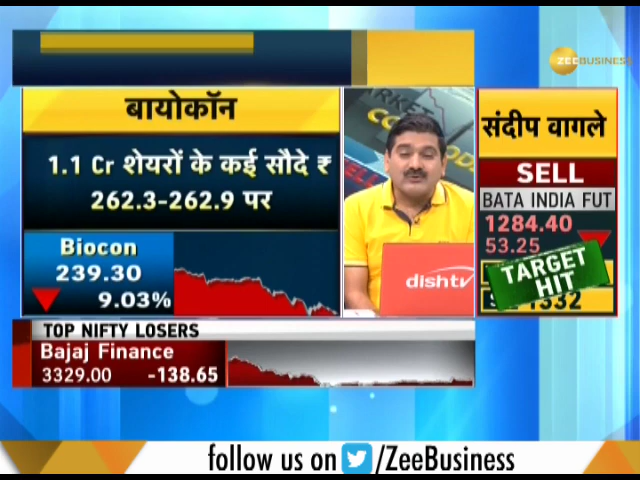 ZEEBUSINESS
बायोकॉन
1.1 Cr शेयरों के कई सौदे ₹
262.3-262.9 पर
Biocon
239.30
9.03%
dishtv
संदीप वागले
SELL
BATA INDIA FUT
1284.40
53.25
TARGET
HIT
TOP NIFTY LOSERS
Bajaj Finance
3329.00 -138.65
follow us on /ZeeBusiness